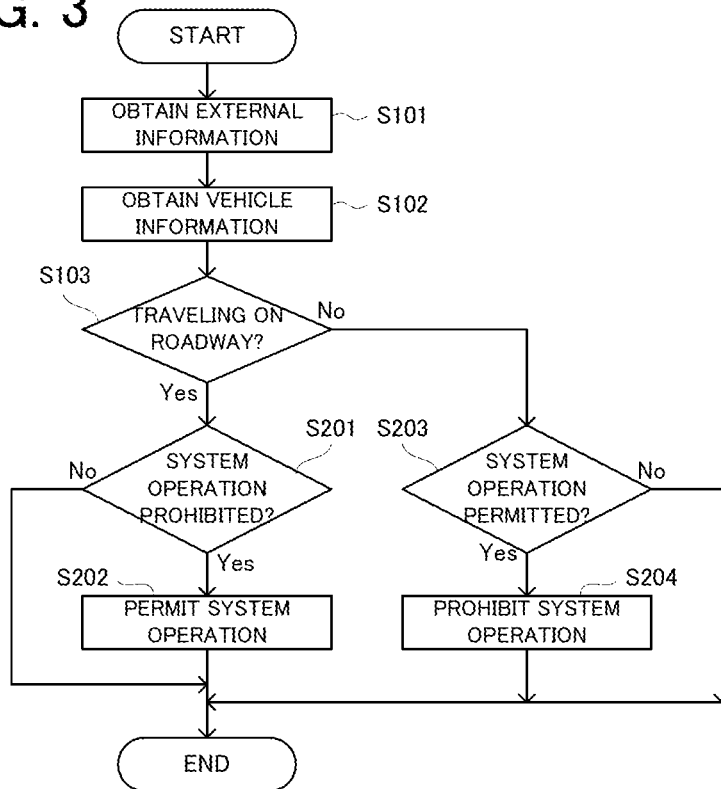 G. 3
START
OBTAIN EXTERNAL
INFORMATION
S101
OBTAIN VEHICLE
INFORMATION
S102
S103
TRAVELING ON
ROADWAY?
No
Yes
S201
S203
No
SYSTEM
OPERATION
PROHIBITED?
SYSTEM
OPERATION
PERMITTED?
No
Yes
Yes
S202
S204
PERMIT SYSTEM
OPERATION
PROHIBIT SYSTEM
OPERATION
END